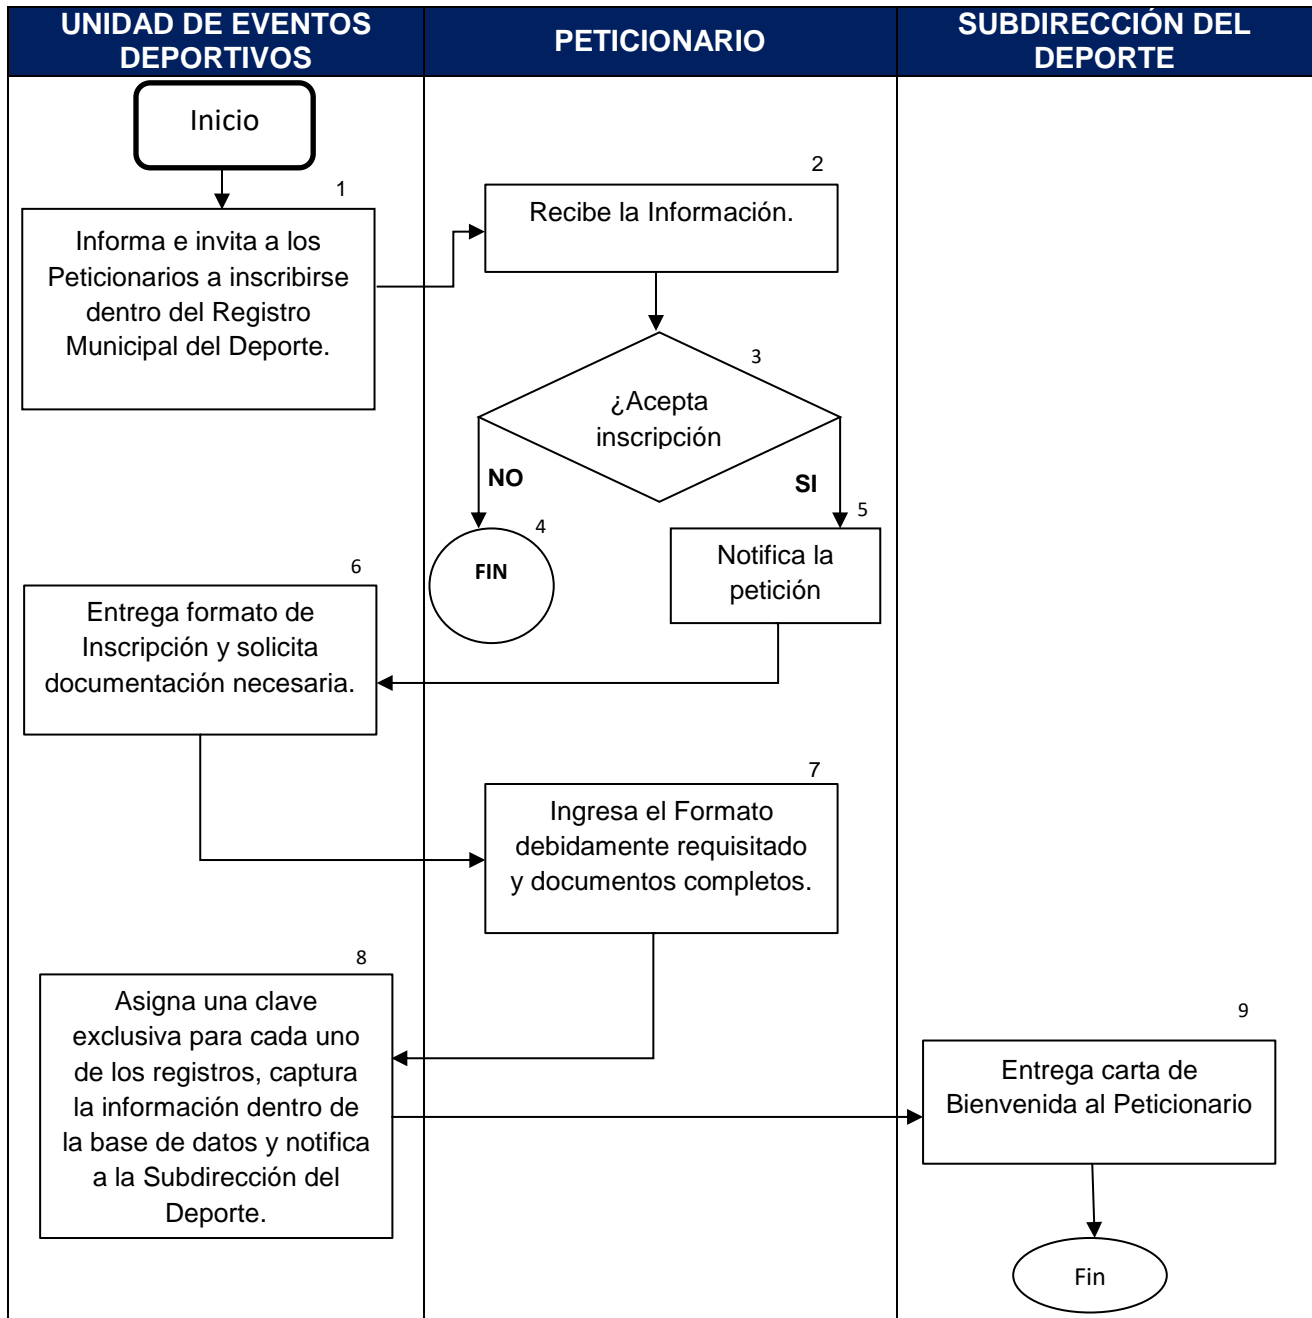 UNIDAD DE EVENTOS
DEPORTIVOS
PETICIONARIO
SUBDIRECCIÓN DEL
DEPORTE
Inicio
1
Informa e invita a los
Peticionarios a inscribirse
dentro del Registro
Municipal del Deporte.
2
Recibe la Información.
3
¿Acepta
inscripción
NO
SI
4
FIN
5
Notifica la
petición
6
Entrega formato de
Inscripción y solicita
documentación necesaria.
7
Ingresa el Formato
debidamente requisitado
y documentos completos.
8
Asigna una clave
exclusiva para cada uno
de los registros, captura
la información dentro de
la base de datos y notifica
a la Subdirección del
Deporte.
9
Entrega carta de
Bienvenida al Peticionario
Fin